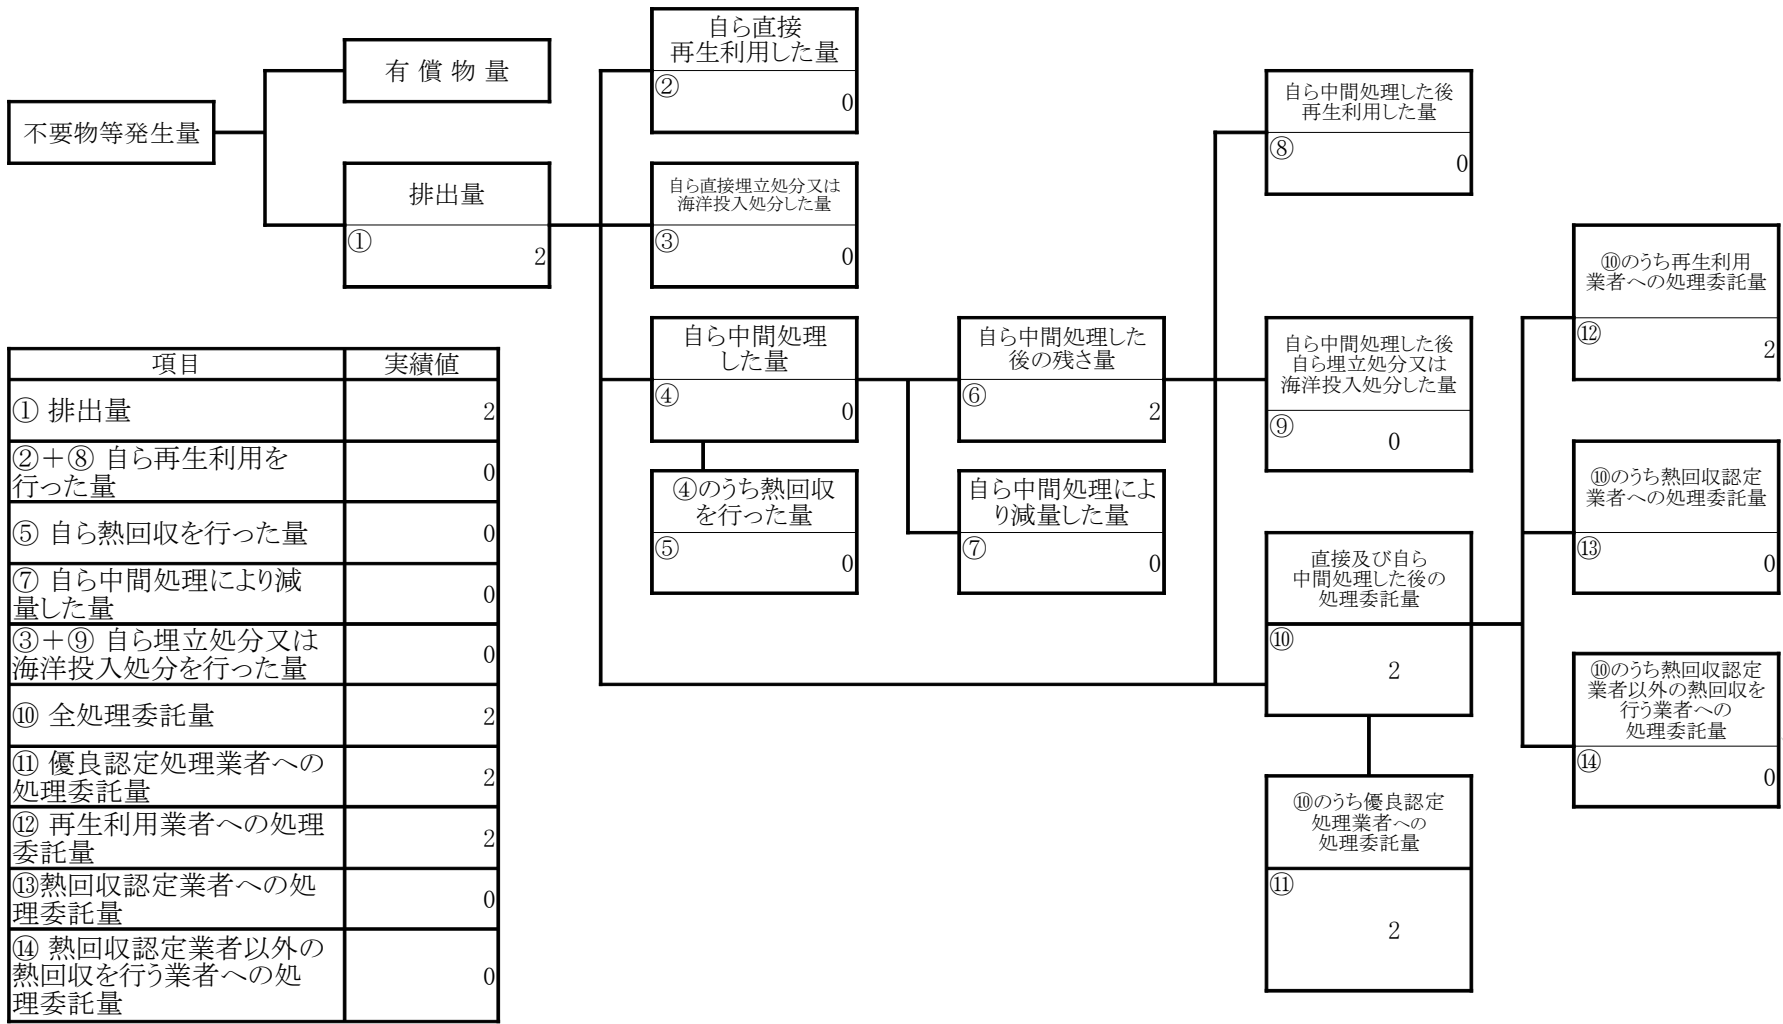 不要物等発生量
有 償 物 量
排出量
①
2
自ら直接
再生利用した量
②
0
自ら直接埋立処分又は
海洋投入処分した量
③
0
自ら中間処理
した量
④
0
④のうち熱回収
を行った量
⑤
0
自ら中間処理した
後の残さ量
⑥
2
自ら中間処理によ
り減量した量
⑦
0
自ら中間処理した後
再生利用した量
⑧
0
自ら中間処理した後
自ら埋立処分又は
海洋投入処分した量
⑨
0
直接及び自ら
中間処理した後の
処理委託量
⑩
2
⑩のうち優良認定
処理業者への
処理委託量
⑪
2
⑩のうち再生利用
業者への処理委託量
⑫
2
⑩のうち熱回収認定
業者への処理委託量
⑬
0
⑩のうち熱回収認定
業者以外の熱回収を
行う業者への
処理委託量
⑭
0
項目 実績値
① 排出量 2
②＋⑧ 自ら再生利用を
行った量 0
⑤ 自ら熱回収を行った量 0
⑦ 自ら中間処理により減
量した量 0
③＋⑨ 自ら埋立処分又は
海洋投入処分を行った量 0
⑩ 全処理委託量 2
⑪ 優良認定処理業者への
処理委託量 2
⑫ 再生利用業者への処理
委託量 2
⑬熱回収認定業者への処
理委託量 0
⑭ 熱回収認定業者以外の
熱回収を行う業者への処
理委託量 0